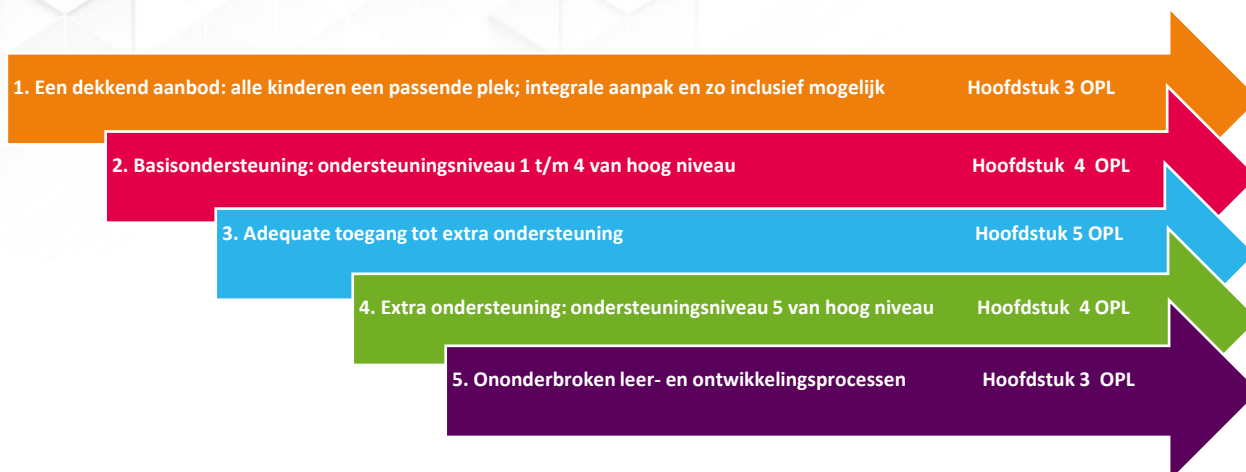 1. Een dekkend aanbod: alle kinderen een passende plek; integrale aanpak en zo inclusief mogelijk Hoofdstuk 3 OPL
2. Basisondersteuning: ondersteuningsniveau 1 t/m 4 van hoog niveau Hoofdstuk 4 OPL
3. Adequate toegang tot extra ondersteuning Hoofdstuk 5 OPL
4. Extra ondersteuning: ondersteuningsniveau 5 van hoog niveau Hoofdstuk 4 OPL
5. Ononderbroken leer- en ontwikkelingsprocessen Hoofdstuk 3 OPL